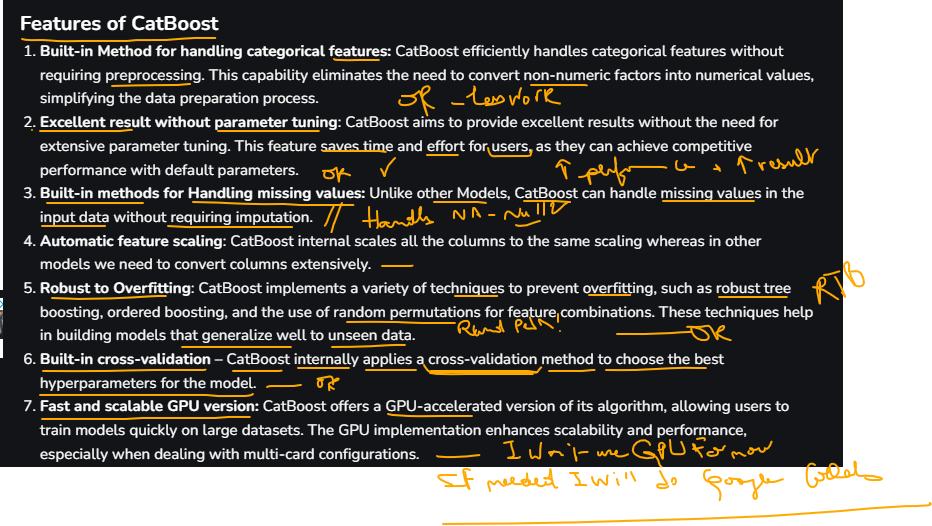 Features of CatBoost
1. Built-in Method for handling categorical features: CatBoost efficiently handles categorical features without
requiring preprocessing. This capability eliminates the need to convert non-numeric factors into numerical values,
simplifying the data preparation process.
OK - Less work
2. Excellent result without parameter tuning: CatBoost aims to provide excellent results without the need for
extensive parameter tuning. This feature saves time and effort for users, as they can achieve competitive
performance with default parameters. OK ✓
↑ result
3. Built-in methods for Handling missing values: Unlike other Models, CatBoost can handle missing values in the
input data without requiring imputation. // Handles NA - Null
4. Automatic feature scaling: CatBoost internal scales all the columns to the same scaling whereas in other
models we need to convert columns extensively.
5. Robust to Overfitting: CatBoost implements a variety of techniques to prevent overfitting, such as robust tree RTB
boosting, ordered boosting, and the use of random permutations for feature combinations. These techniques help
in building models that generalize well to unseen data. OK
6. Built-in cross-validation – CatBoost internally applies a cross-validation method to choose the best
hyperparameters for the model. OK
7. Fast and scalable GPU version: CatBoost offers a GPU-accelerated version of its algorithm, allowing users to
train models quickly on large datasets. The GPU implementation enhances scalability and performance,
especially when dealing with multi-card configurations. I won't use GPU For now
If needed I will do Google